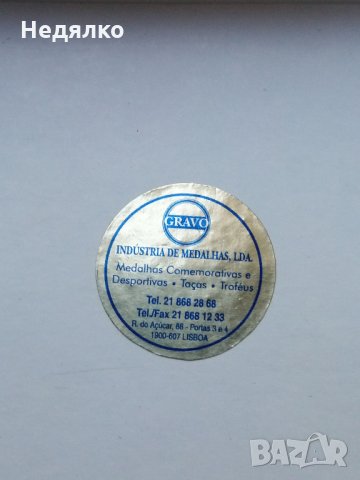 Недялко
GRAVO
INDÚSTRIA DE MEDALHAS, LDA.
Medalhas Comemorativas e
Desportivas • Taças • Troféus
Tel. 21 868 28 68
Tel./Fax 21 868 12 33
R. do Açúcar, 88 - Portas 3 e 4
1900-607 LISBOA
BAZAR
bg